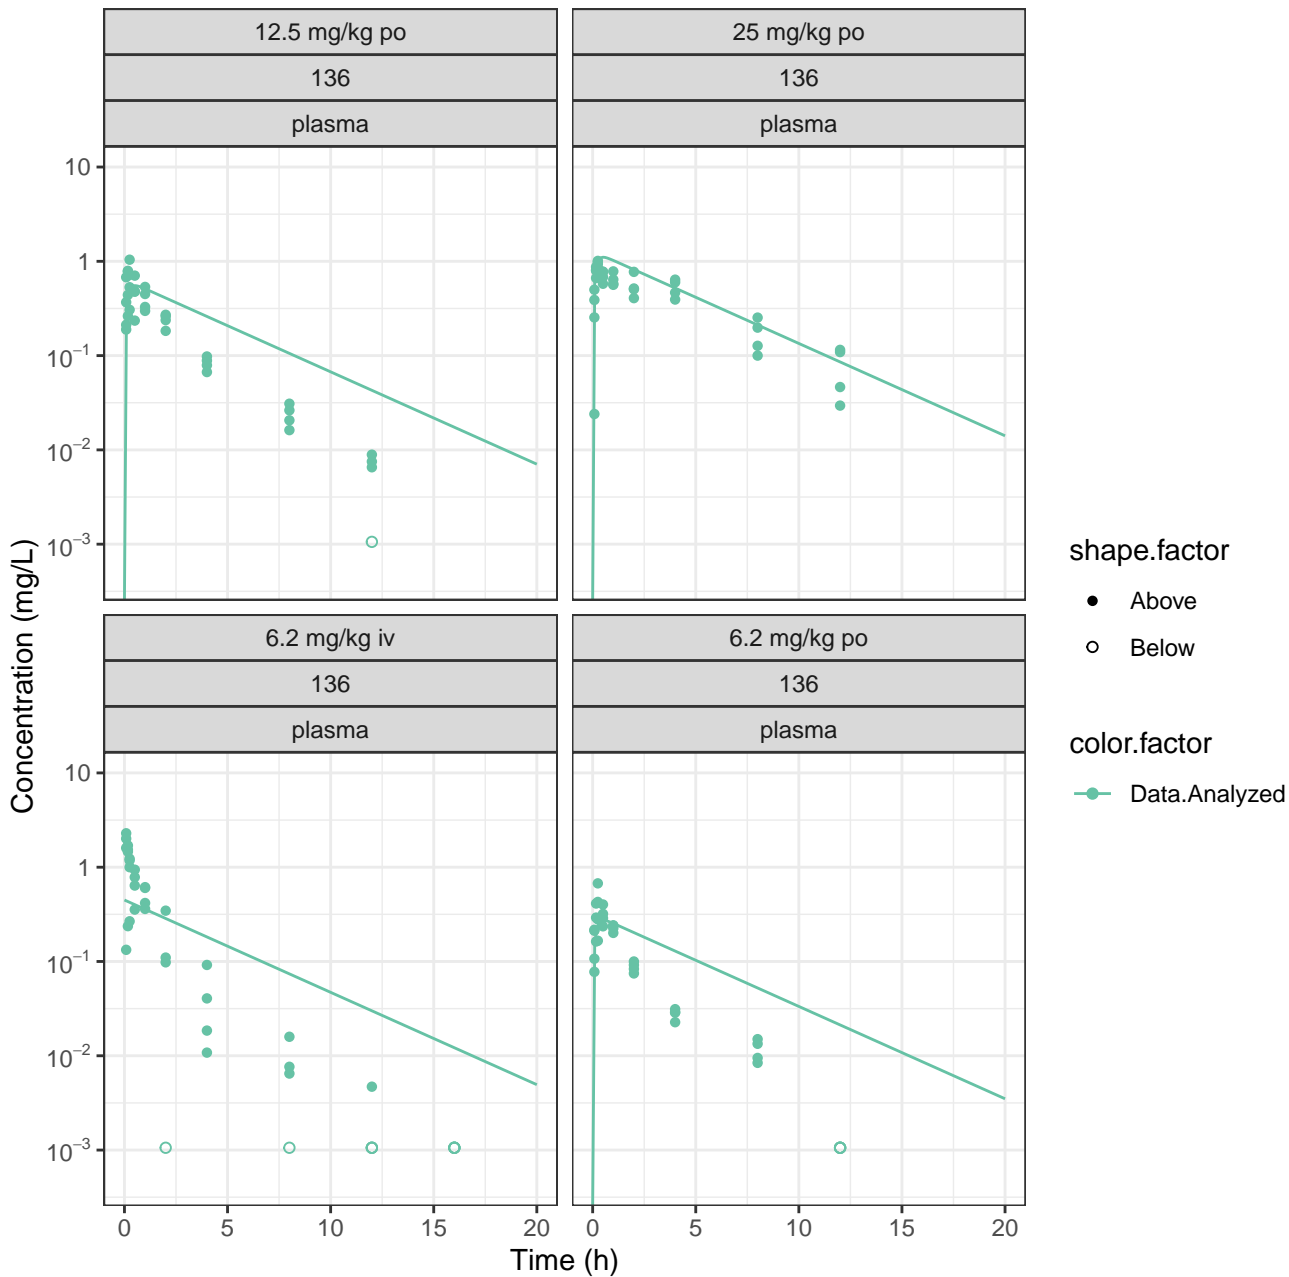 12.5 mg/kg po
136
plasma
25 mg/kg po
136
plasma
10
1
10⁻¹
10⁻²
10⁻³
6.2 mg/kg iv
136
plasma
6.2 mg/kg po
136
plasma
10
1
10⁻¹
10⁻²
10⁻³
0 5 10 15 20
0 5 10 15 20
Time (h)
Concentration (mg/L)
shape.factor
Above
Below
color.factor
Data.Analyzed